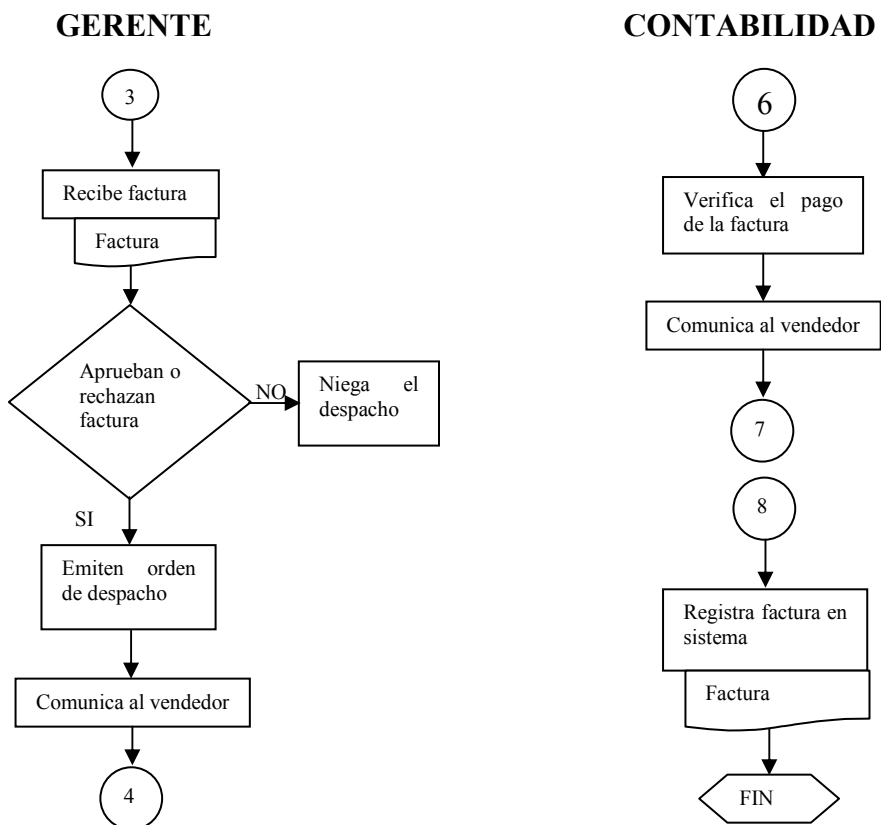 GERENTE
3
Recibe factura
Factura
Aprueban o
rechazan
factura
NO
Niega el
despacho
SI
Emiten orden
de despacho
Comunica al vendedor
4
CONTABILIDAD
6
Verifica el pago
de la factura
Comunica al vendedor
7
8
Registra factura en
sistema
Factura
FIN